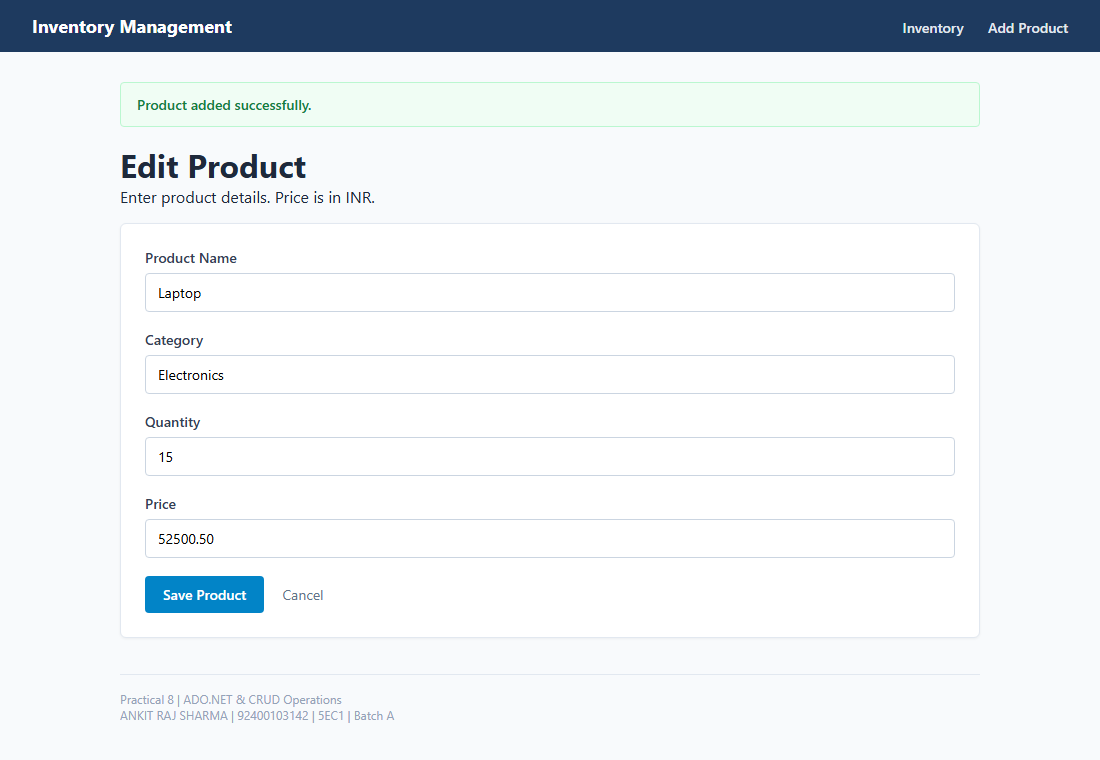 Inventory Management
Inventory
Add Product
Product added successfully.
Edit Product
Enter product details. Price is in INR.
Product Name
Laptop
Category
Electronics
Quantity
15
Price
52500.50
Save Product
Cancel
Practical 8 | ADO.NET & CRUD Operations
ANKIT RAJ SHARMA | 92400103142 | 5EC1 | Batch A